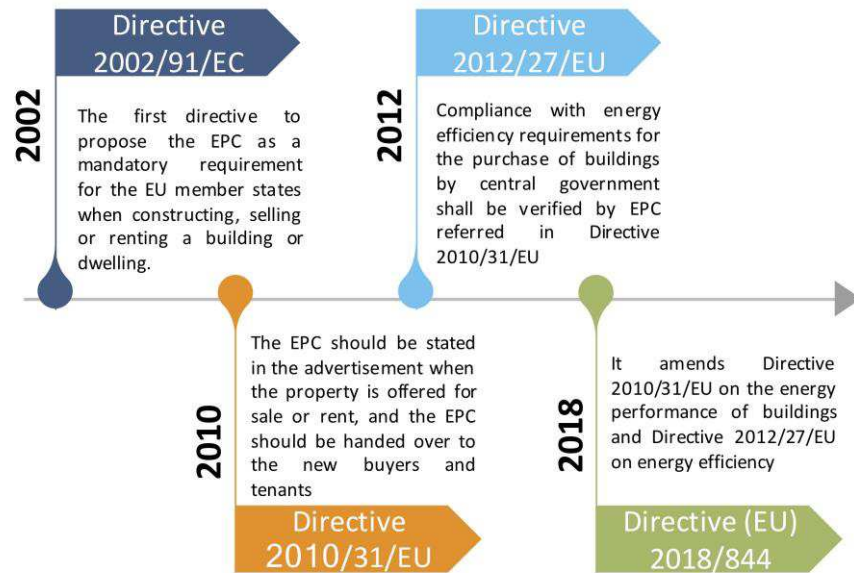 Directive
2002/91/EC
2002
The first directive to
propose the EPC as a
mandatory requirement
for the EU member states
when constructing, selling
or renting a building or
dwelling.
Directive
2012/27/EU
2012
Compliance with energy
efficiency requirements for
the purchase of buildings
by central government
shall be verified by EPC
referred in Directive
2010/31/EU
2010
The EPC should be stated
in the advertisement when
the property is offered for
sale or rent, and the EPC
should be handed over to
the new buyers and
tenants
Directive
2010/31/EU
2018
It amends Directive
2010/31/EU on the energy
performance of buildings
and Directive 2012/27/EU
on energy efficiency
Directive (EU)
2018/844